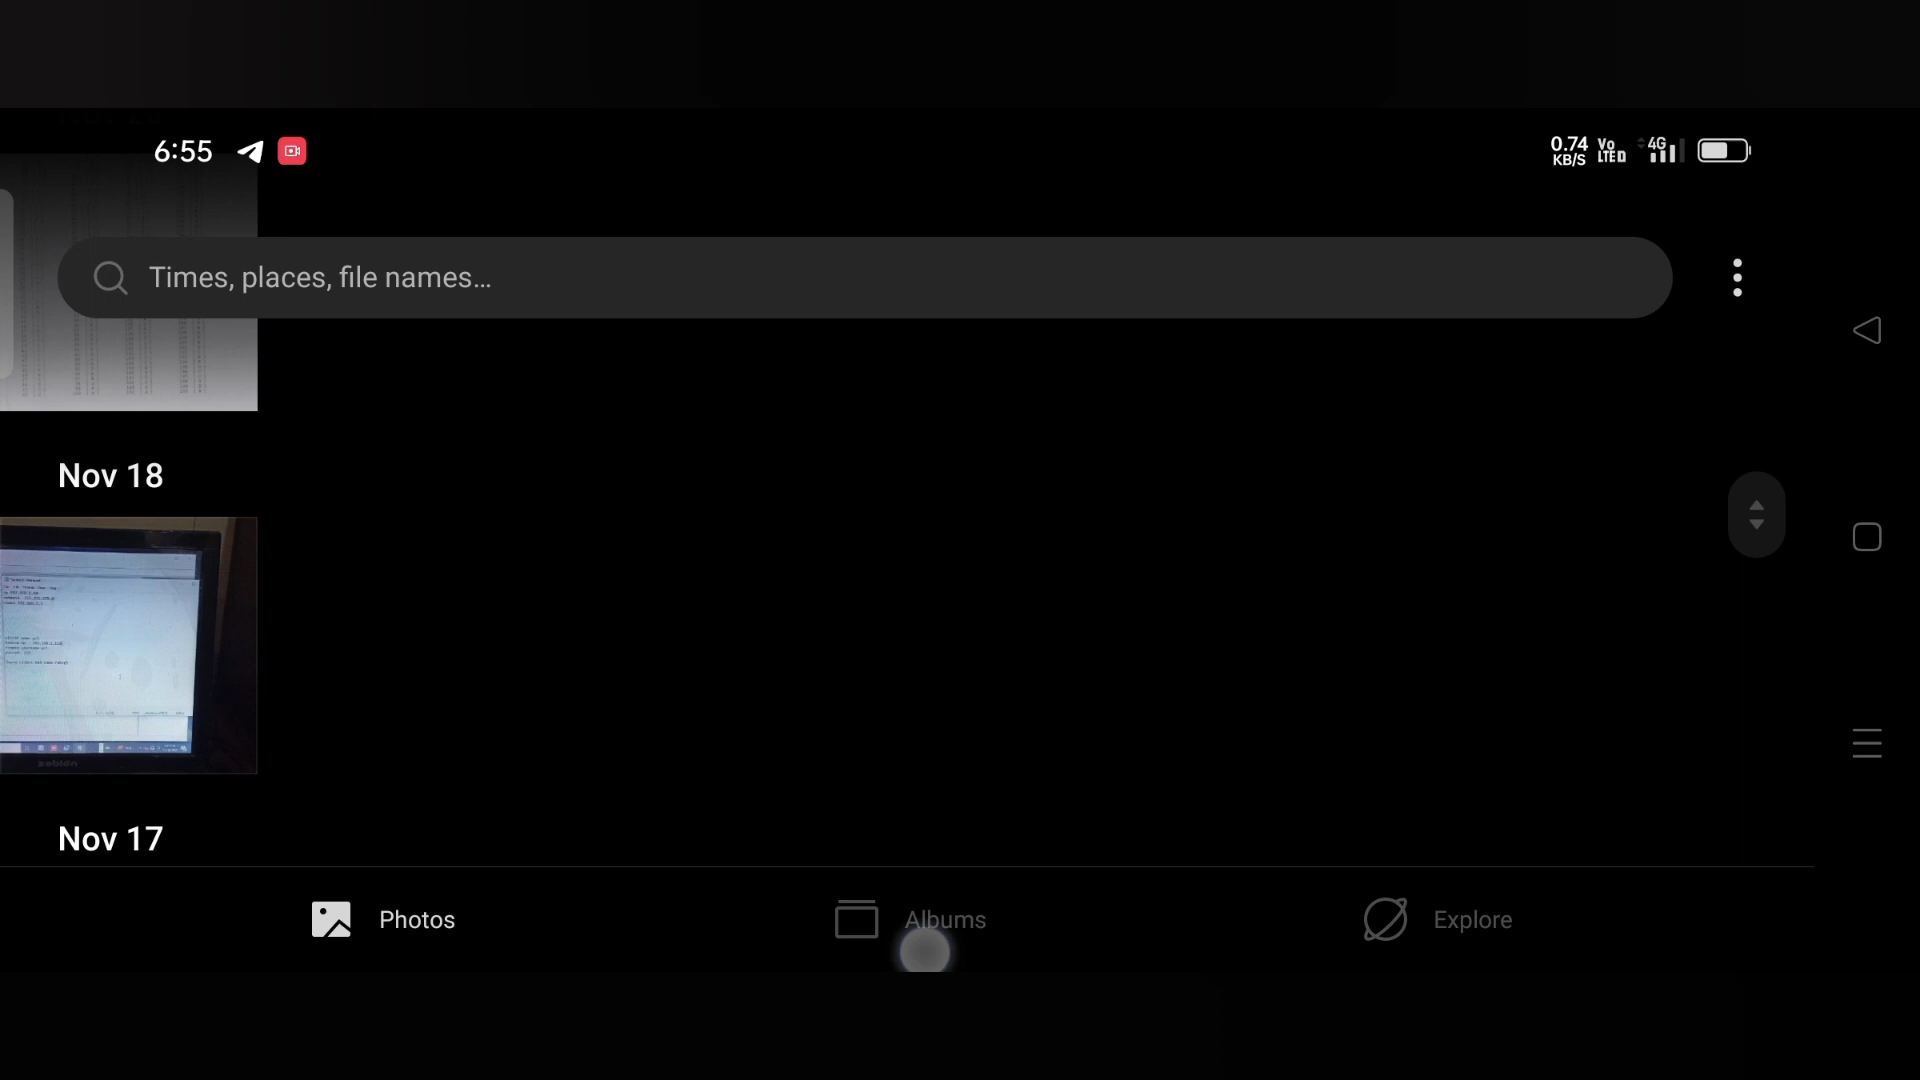 6:55
0.74
KB/S
Vo
LTE D
4G
Times, places, file names...
Nov 18
zebion
Nov 17
Photos
Albums
Explore